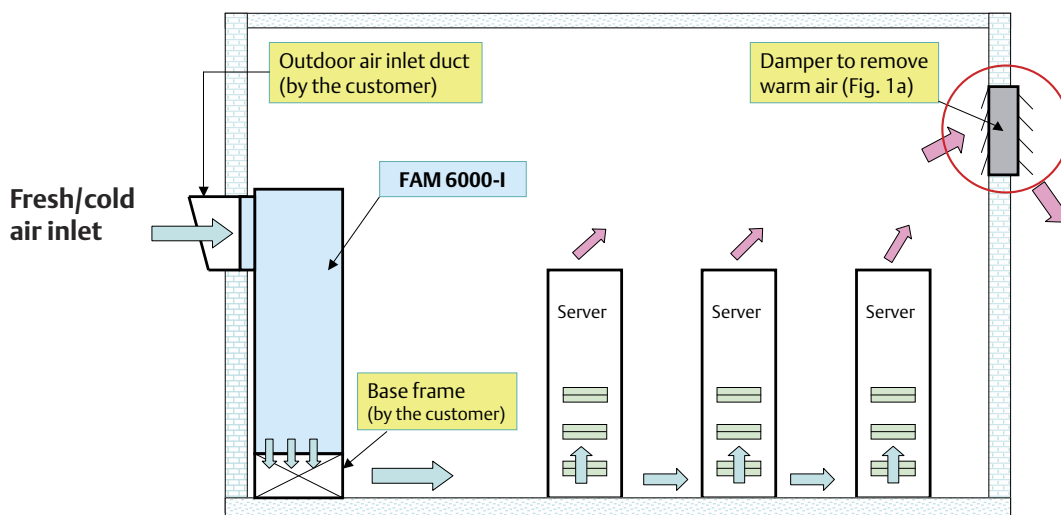 Outdoor air inlet duct
(by the customer)
Damper to remove
warm air (Fig. 1a)
FAM 6000-I
Fresh/cold
air inlet
Server
Server
Server
Base frame
(by the customer)